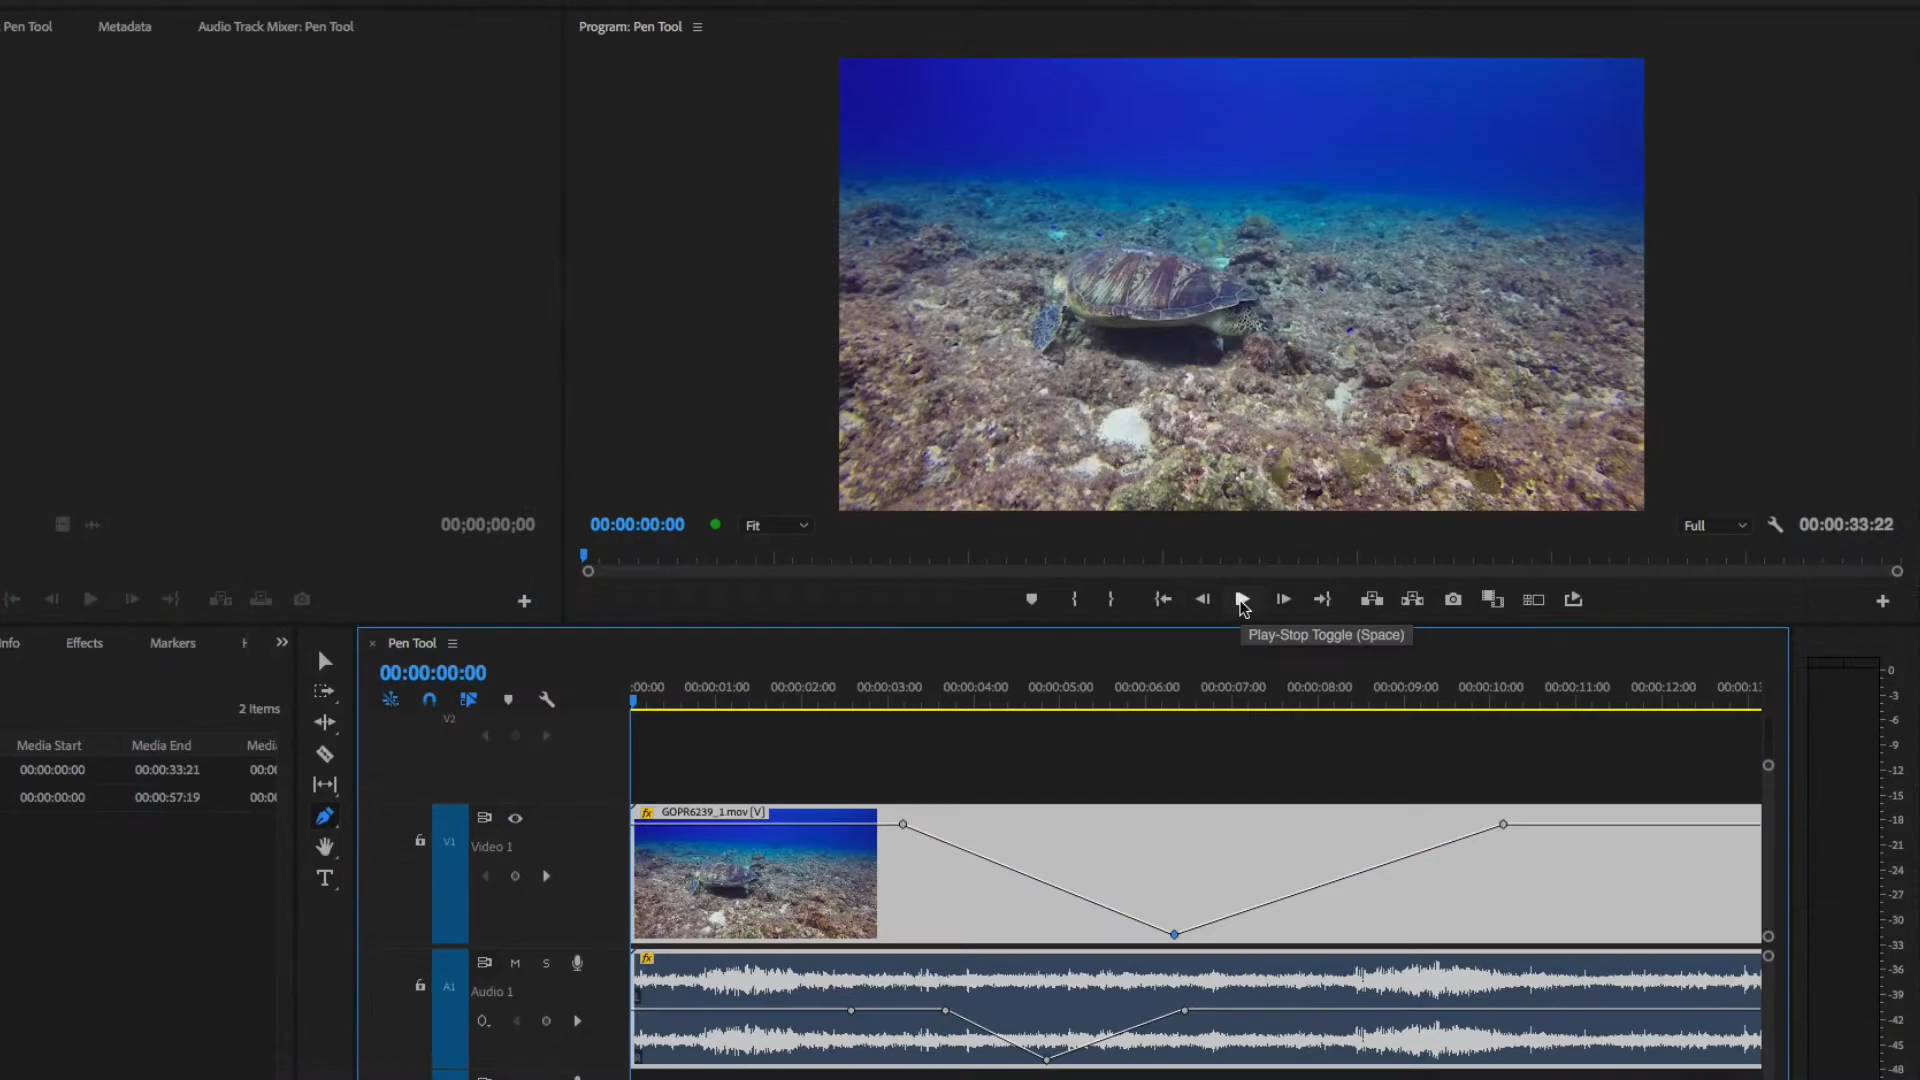 Pen Tool
Metadata
Audio Track Mixer: Pen Tool
Program: Pen Tool
00;00;00;00
00:00:00:00
Fit
Full
00:00:33:22
Play-Stop Toggle (Space)
Info
Effects
Markers
2 Items
Media Start
Media End
00:00:00:00
00:00:33:21
00:00:00:00
00:00:57:19
Pen Tool
00:00:00:00
:00:00
00:00:01:00
00:00:02:00
00:00:03:00
00:00:04:00
00:00:05:00
00:00:06:00
00:00:07:00
00:00:08:00
00:00:09:00
00:00:10:00
00:00:11:00
00:00:12:00
00:00:13
V2
V1
Video 1
fx GOPR6239_1.mov [V]
A1
M
S
Audio 1
fx
L
R
T
0
-3
-6
-9
-12
-15
-18
-21
-24
-27
-30
-33
-36
-39
-42
-45
-48